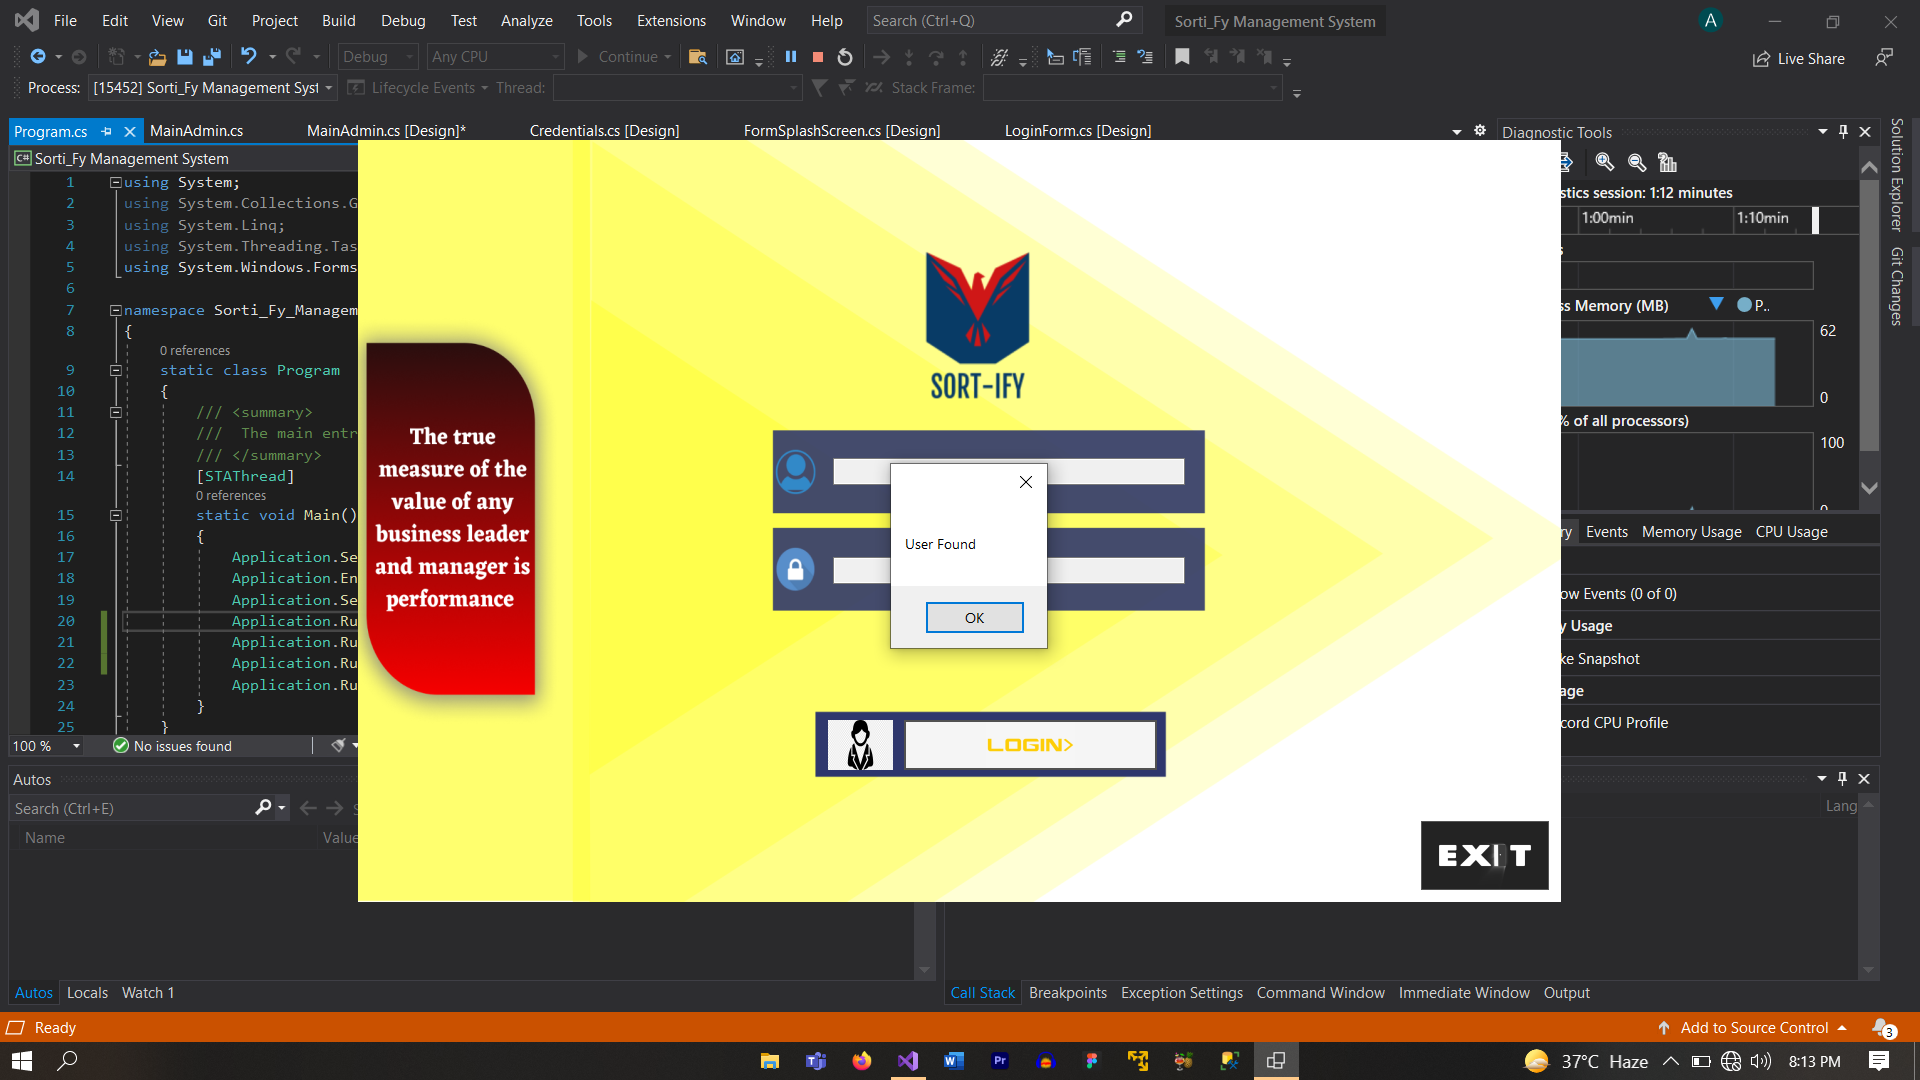 File Edit View Git Project Build Debug Test Analyze Tools Extensions Window Help Search (Ctrl+Q) Sorti_Fy Management System A
Debug Any CPU Continue Live Share
Process: [15452] Sorti_Fy Management Syst Lifecycle Events Thread: Stack Frame:
Program.cs MainAdmin.cs MainAdmin.cs [Design]* Credentials.cs [Design] FormSplashScreen.cs [Design] LoginForm.cs [Design]
Sorti_Fy Management System
1 using System;
2 using System.Collections.G
3 using System.Linq;
4 using System.Threading.Tas
5 using System.Windows.Forms
6
7 namespace Sorti_Fy_Managem
8 {
0 references
9 static class Program
10 {
11 /// <summary>
12 /// The main entr
13 /// </summary>
14 [STAThread]
0 references
15 static void Main()
16 {
17 Application.Se
18 Application.En
19 Application.Se
20 Application.Ru
21 Application.Ru
22 Application.Ru
23 Application.Ru
24 }
25 }
100 % No issues found
The true
measure of the
value of any
business leader
and manager is
performance
SORT-IFY
User Found
OK
LOGIN>
EXIT
Diagnostic Tools
stics session: 1:12 minutes
1:00min 1:10min
s
ss Memory (MB) P..
62
0
% of all processors)
100
0
ry Events Memory Usage CPU Usage
ow Events (0 of 0)
y Usage
ke Snapshot
age
cord CPU Profile
Solution Explorer
Git Changes
Autos
Search (Ctrl+E)
Name Value
Lang
Autos Locals Watch 1
Call Stack Breakpoints Exception Settings Command Window Immediate Window Output
Ready Add to Source Control 3
Pr 37°C Haze 8:13 PM